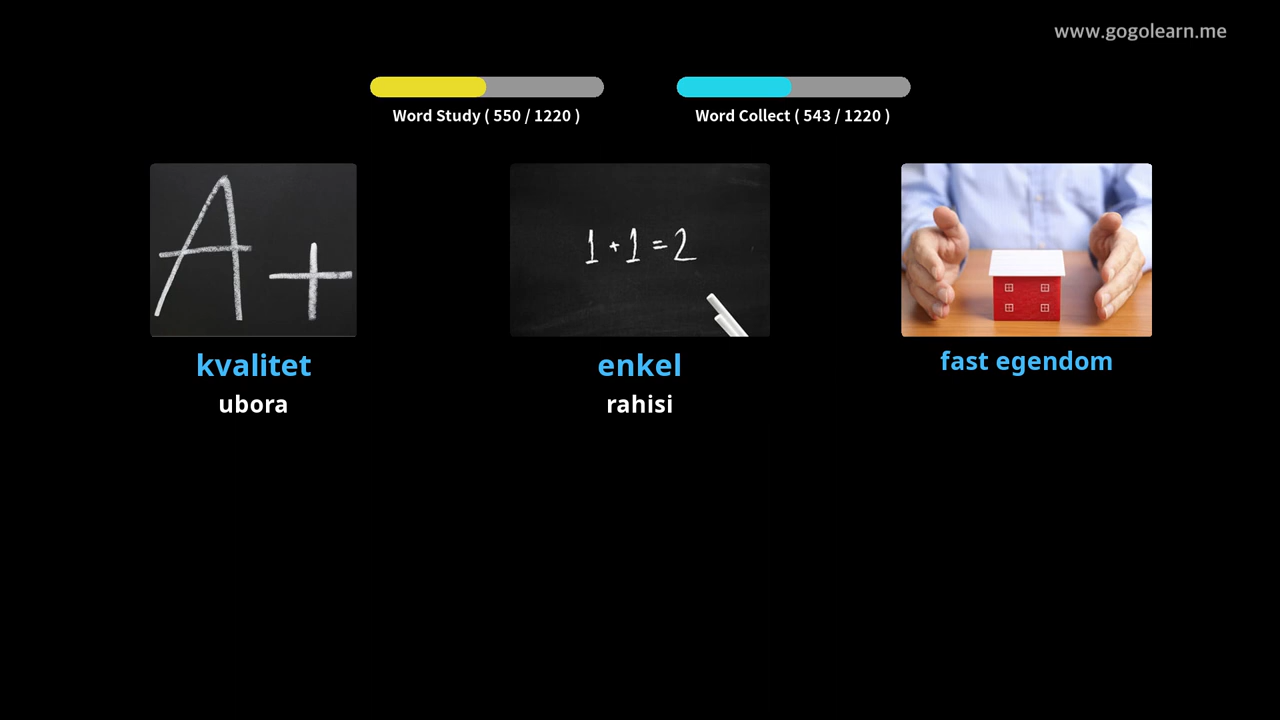 www.gogolearn.me
Word Study ( 550 / 1220 )
Word Collect ( 543 / 1220 )
A+
1 + 1 = 2
kvalitet
enkel
fast egendom
ubora
rahisi